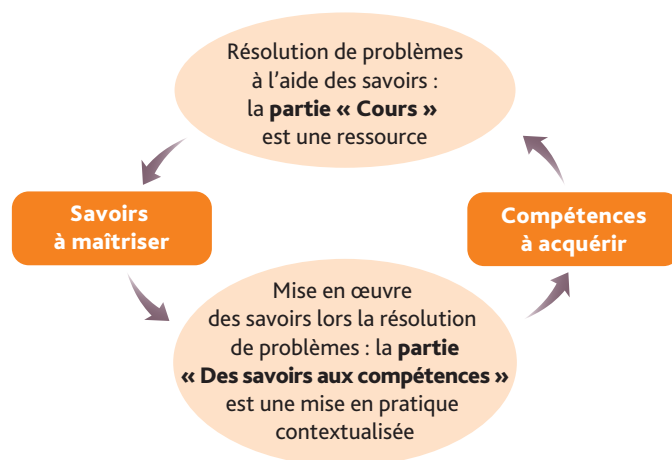 Résolution de problèmes
à l'aide des savoirs :
la partie « Cours »
est une ressource
Savoirs
à maîtriser
Compétences
à acquérir
Mise en œuvre
des savoirs lors la résolution
de problèmes : la partie
« Des savoirs aux compétences »
est une mise en pratique
contextualisée